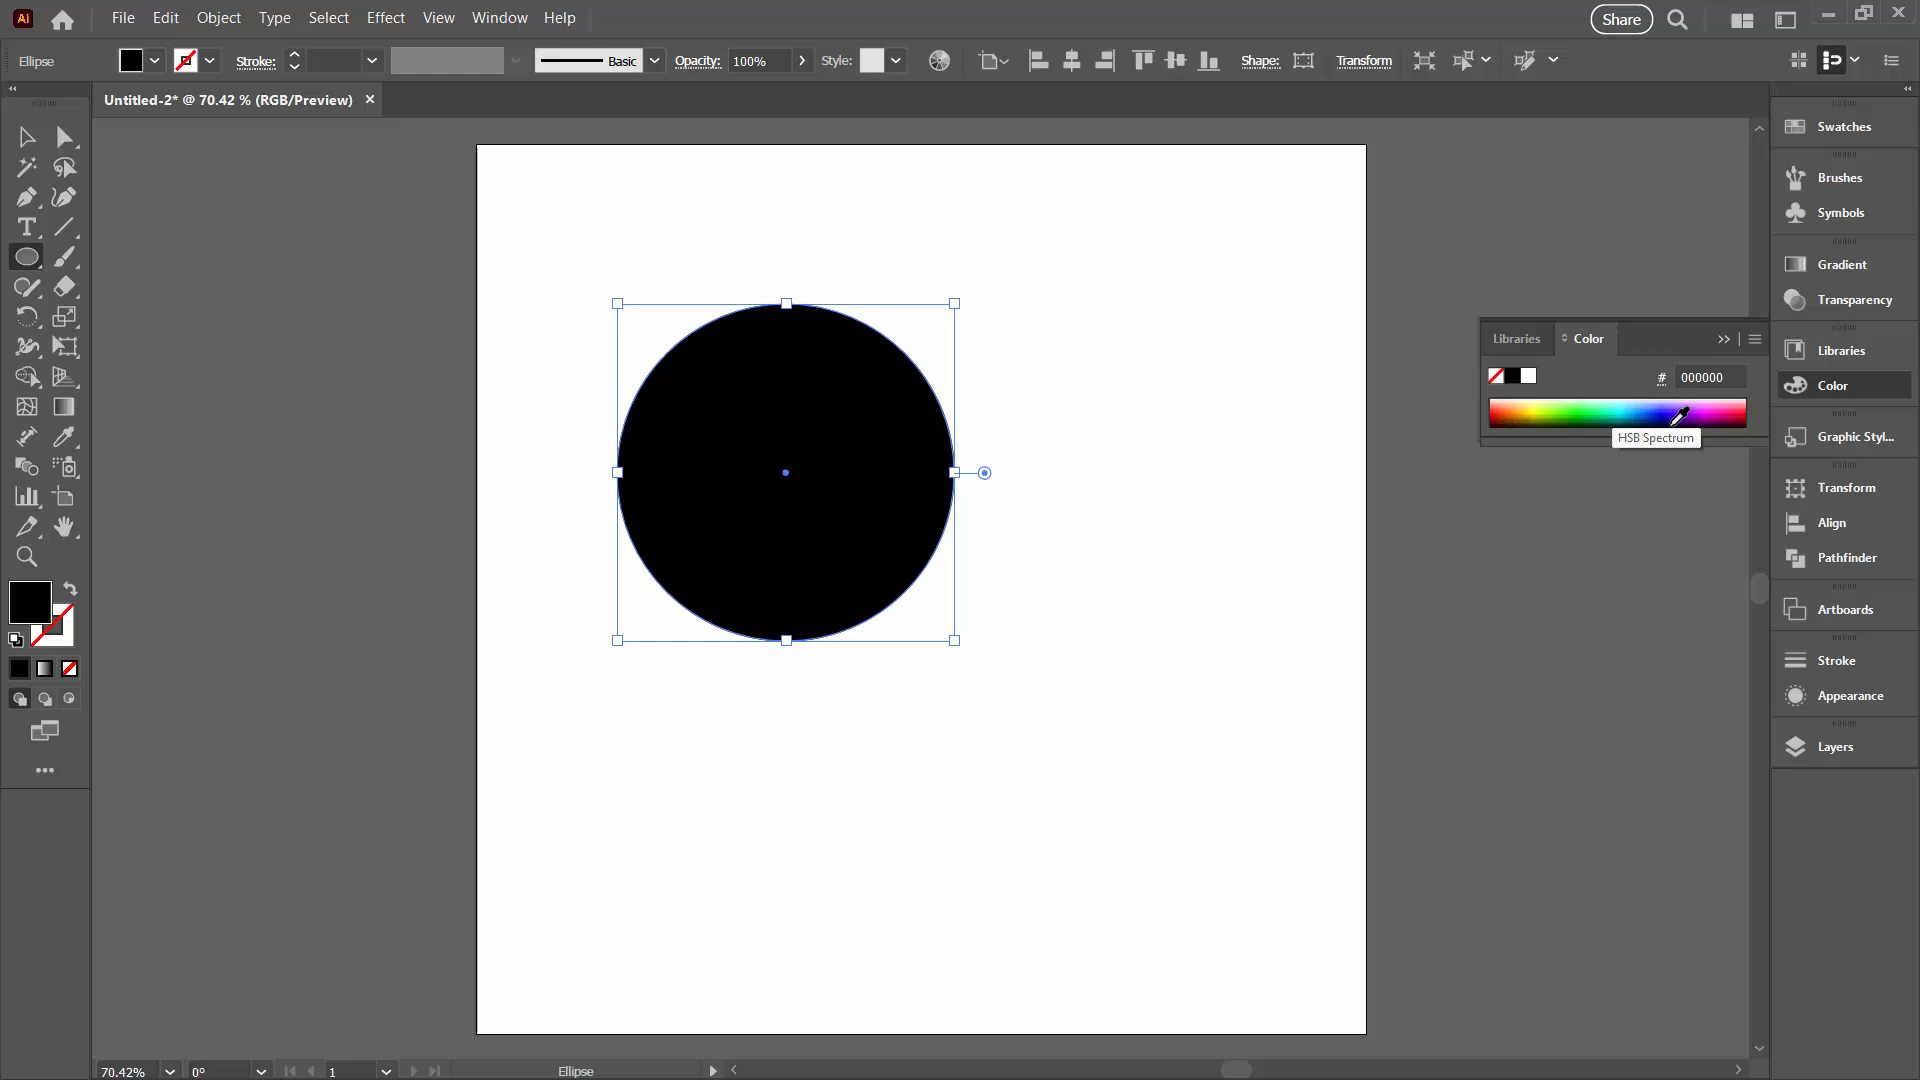 Ai File Edit Object Type Select Effect View Window Help Share
Ellipse Stroke: Basic Opacity: 100% Style: Shape: Transform
Untitled-2* @ 70.42 % (RGB/Preview)
Swatches
Brushes
Symbols
Gradient
Transparency
Libraries Color
# 000000
HSB Spectrum
Libraries
Color
Graphic Styl...
Transform
Align
Pathfinder
Artboards
Stroke
Appearance
Layers
70.42% 0° 1 Ellipse